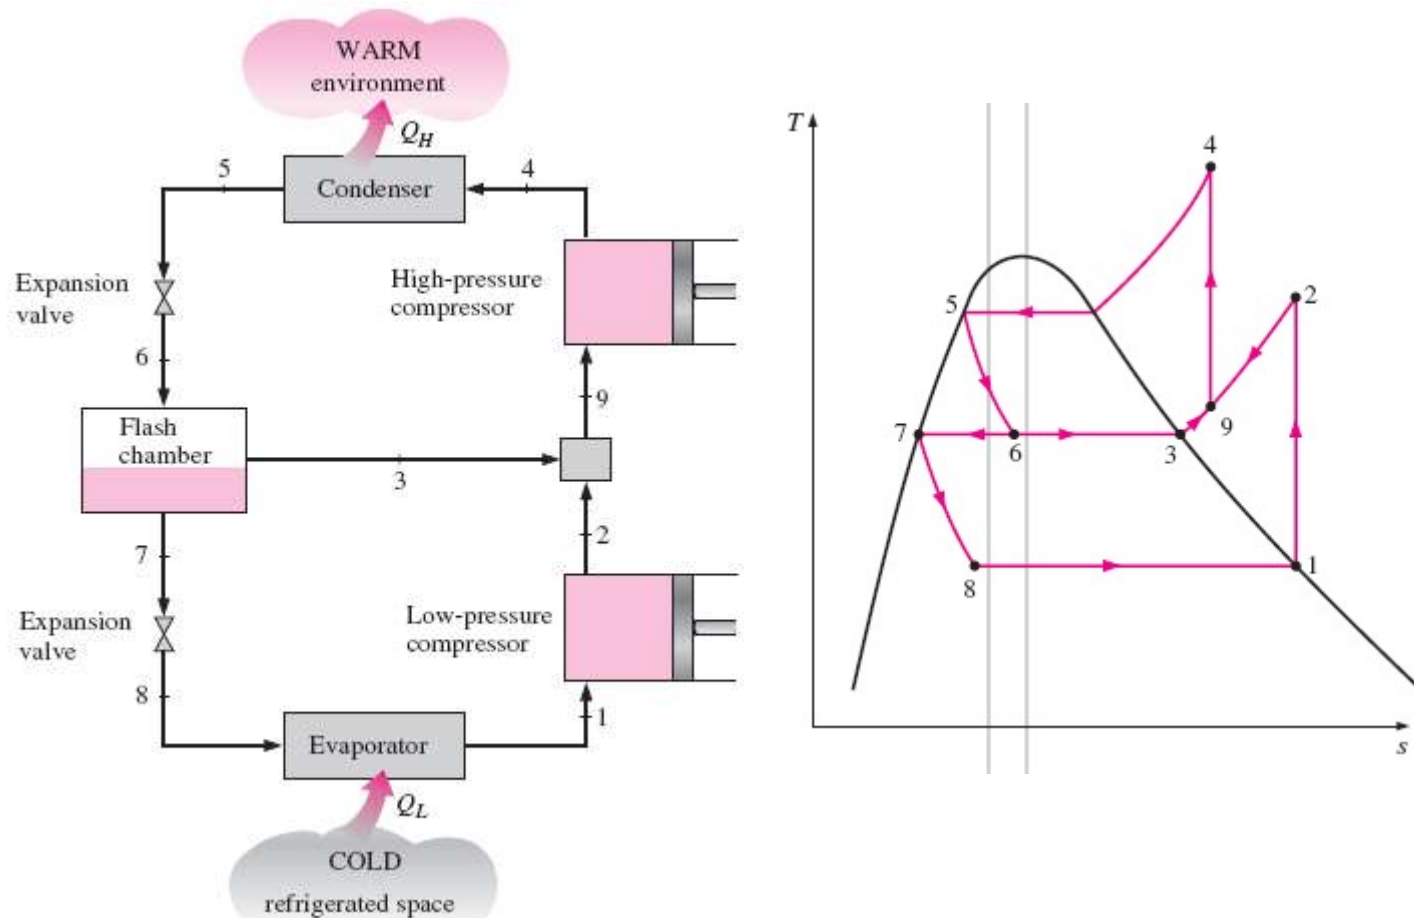 WARM
environment
Q_H
5
4
Condenser
Expansion
valve
High-pressure
compressor
6
9
Flash
chamber
3
2
7
Expansion
valve
Low-pressure
compressor
8
1
Evaporator
Q_L
COLD
refrigerated space
T
4
2
5
9
7
6
3
8
1
s